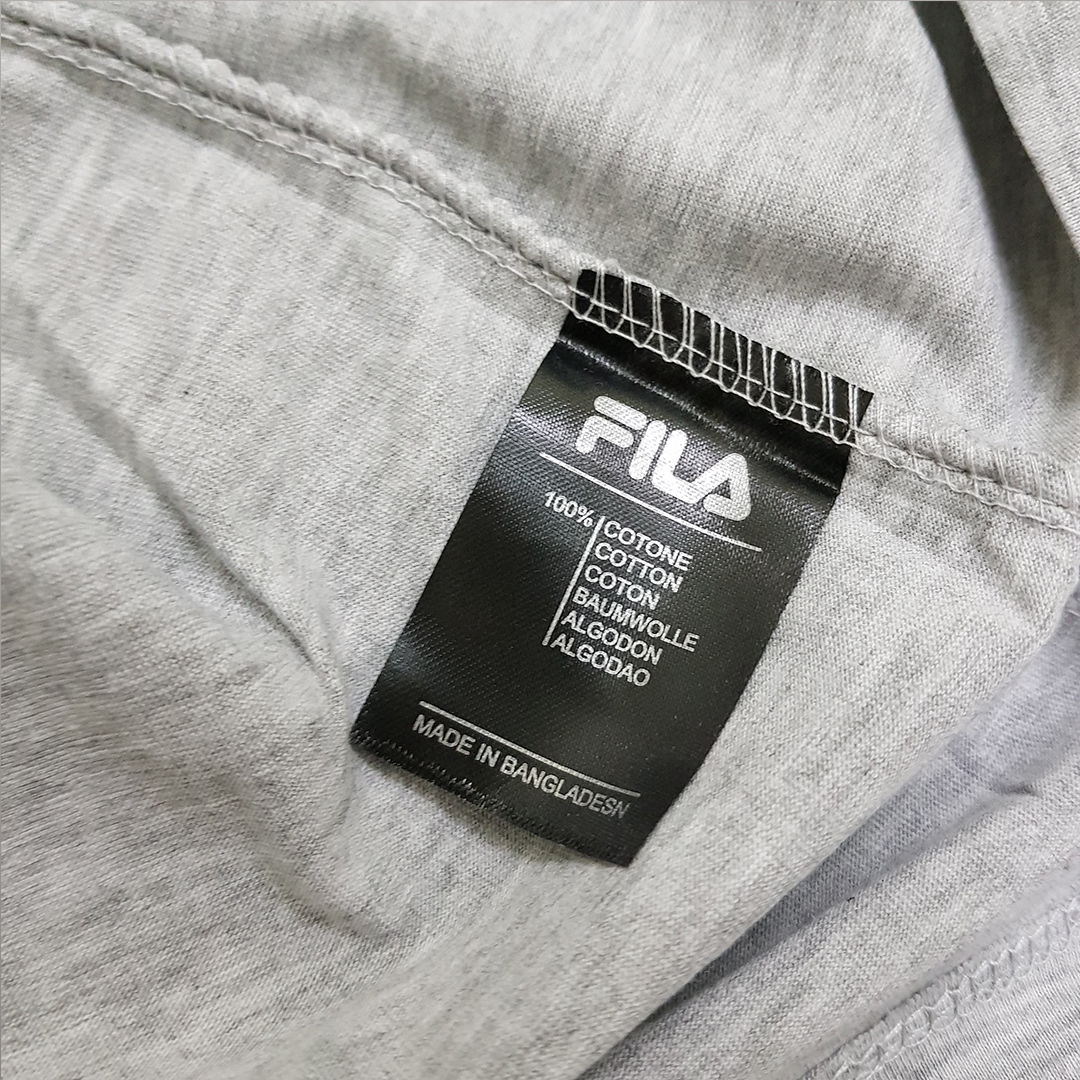 FILA
100% COTONE
COTTON
COTON
BAUMWOLLE
ALGODON
ALGODAO
MADE IN BANGLADESN